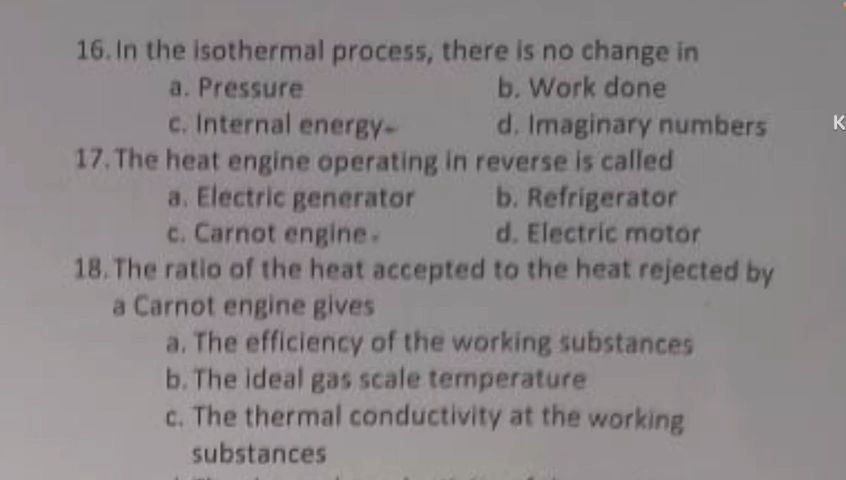 16. In the isothermal process, there is no change in
a. Pressure b. Work done
c. Internal energy d. Imaginary numbers
K
17. The heat engine operating in reverse is called
a. Electric generator b. Refrigerator
c. Carnot engine d. Electric motor
18. The ratio of the heat accepted to the heat rejected by
a Carnot engine gives
a. The efficiency of the working substances
b. The ideal gas scale temperature
c. The thermal conductivity at the working
substances